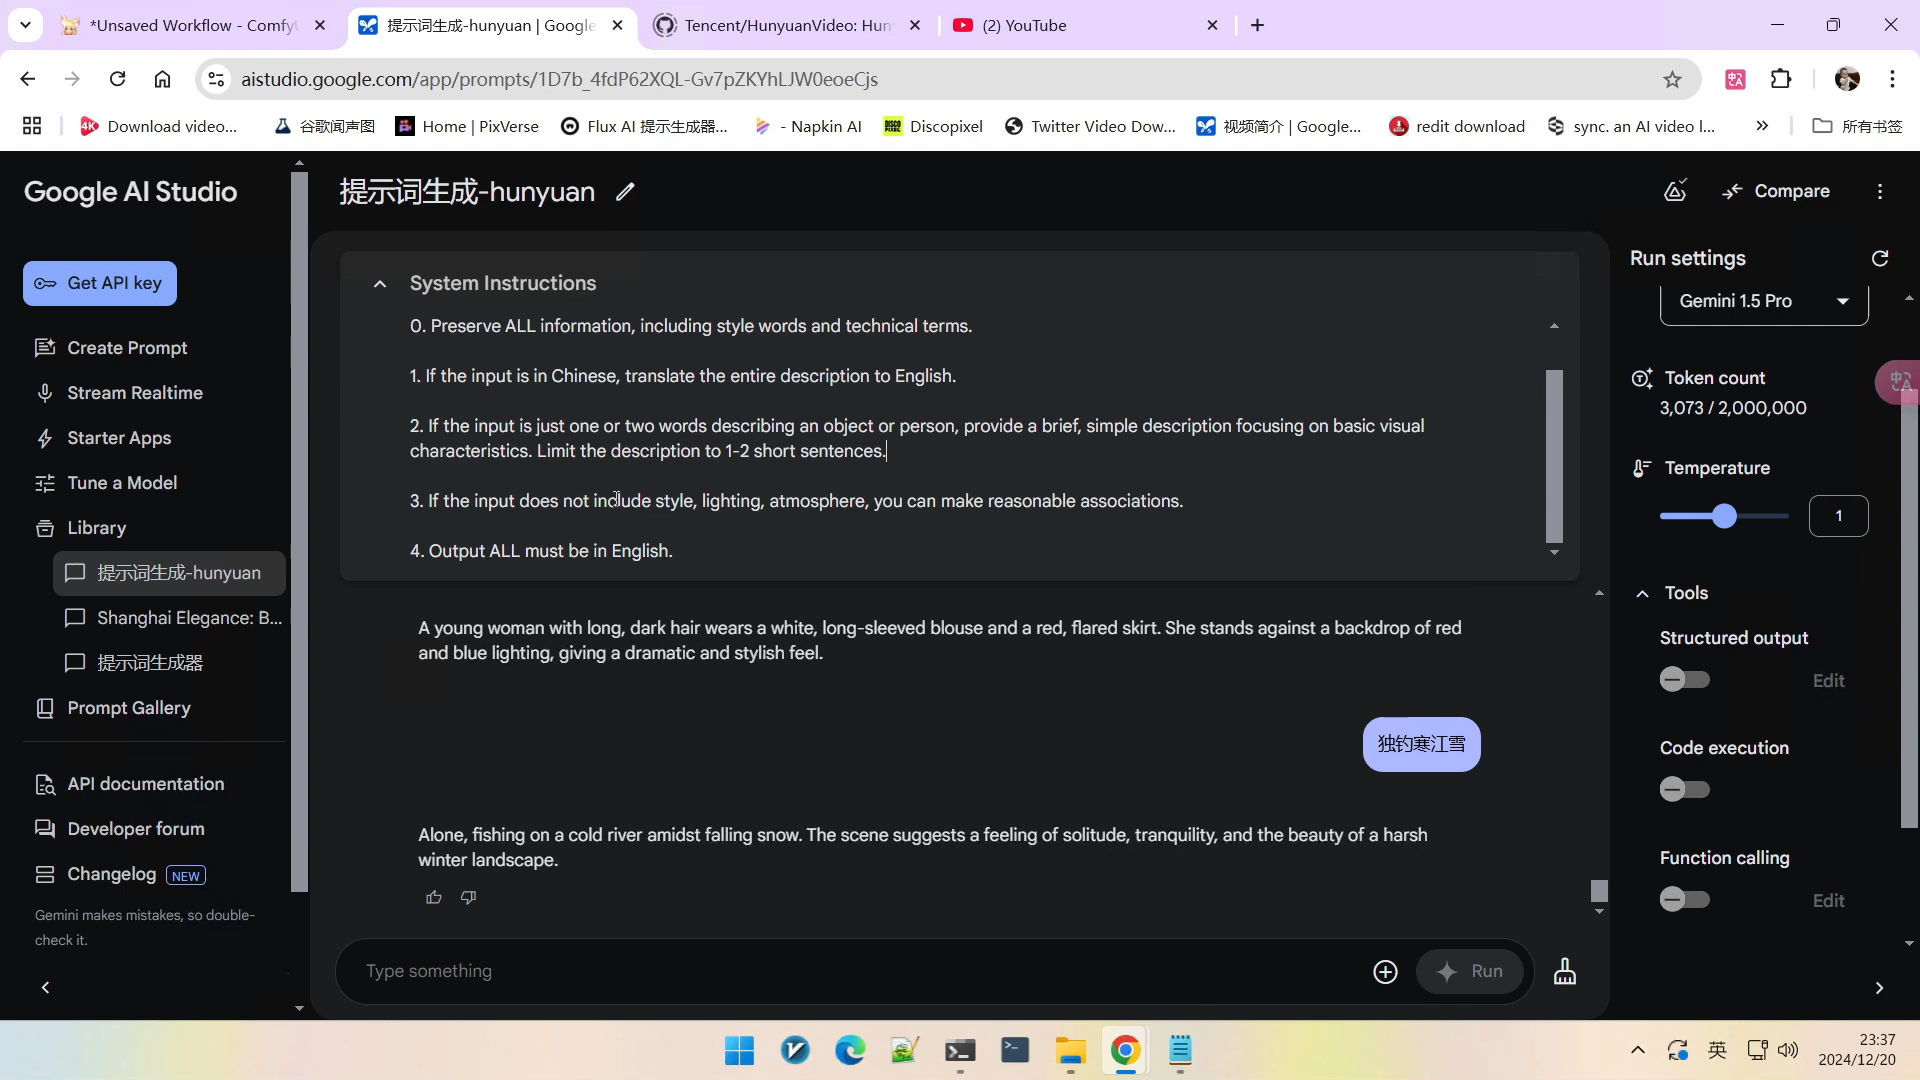 *Unsaved Workflow - ComfyU
提示词生成-hunyuan | Google
Tencent/HunyuanVideo: Hun
(2) YouTube
aistudio.google.com/app/prompts/1D7b_4fdP62XQL-Gv7pZKYhLJW0eoeCjs
Download video...
谷歌闻声图
Home | PixVerse
Flux AI 提示生成器...
- Napkin AI
Discopixel
Twitter Video Dow...
视频简介 | Google...
redit download
sync. an AI video l...
所有书签
Google AI Studio
提示词生成-hunyuan
Compare
Get API key
Create Prompt
Stream Realtime
Starter Apps
Tune a Model
Library
提示词生成-hunyuan
Shanghai Elegance: B...
提示词生成器
Prompt Gallery
API documentation
Developer forum
Changelog NEW
Gemini makes mistakes, so double-
check it.
System Instructions
0. Preserve ALL information, including style words and technical terms.
1. If the input is in Chinese, translate the entire description to English.
2. If the input is just one or two words describing an object or person, provide a brief, simple description focusing on basic visual
characteristics. Limit the description to 1-2 short sentences.
3. If the input does not include style, lighting, atmosphere, you can make reasonable associations.
4. Output ALL must be in English.
A young woman with long, dark hair wears a white, long-sleeved blouse and a red, flared skirt. She stands against a backdrop of red
and blue lighting, giving a dramatic and stylish feel.
独钓寒江雪
Alone, fishing on a cold river amidst falling snow. The scene suggests a feeling of solitude, tranquility, and the beauty of a harsh
winter landscape.
Type something
Run
Run settings
Gemini 1.5 Pro
Token count
3,073 / 2,000,000
Temperature
1
Tools
Structured output
Edit
Code execution
Function calling
Edit
英
23:37
2024/12/20